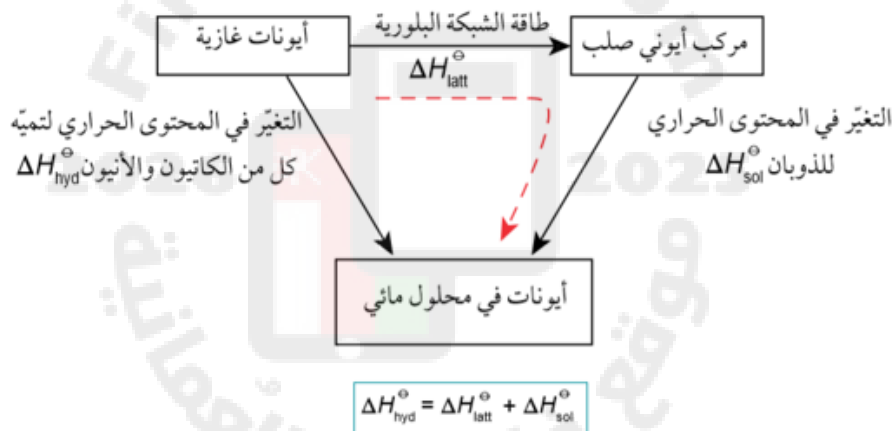 أيونات غازية
طاقة الشبكة البلورية
ΔH⦵latt
مركب أيوني صلب
التغيّر في المحتوى الحراري لتميّه
كل من الكاتيون والأنيون ΔH⦵hyd
التغيّر في المحتوى الحراري
للذوبان ΔH⦵sol
أيونات في محلول مائي
ΔH⦵hyd = ΔH⦵latt + ΔH⦵sol